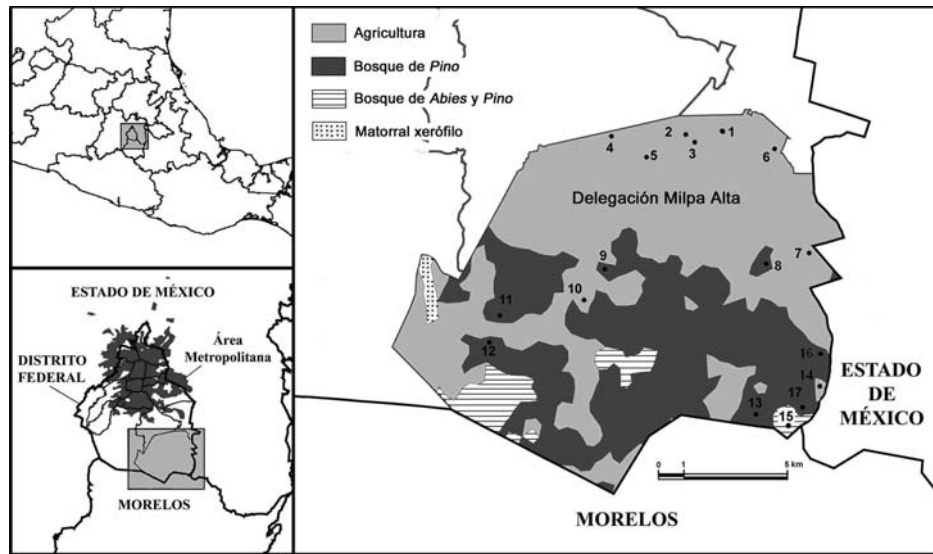 Agricultura
Bosque de Pino
Bosque de Abies y Pino
Matorral xerófilo
2
1
4
3
5
6
Delegación Milpa Alta
7
9
8
10
11
12
16
14
13
17
15
ESTADO
DE
MÉXICO
0
1
5 km
MORELOS
ESTADO DE MÉXICO
Área
Metropolitana
DISTRITO
FEDERAL
MORELOS